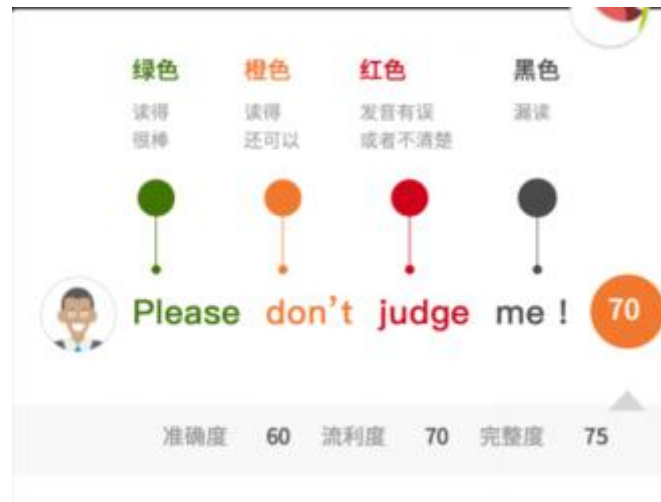 绿色 橙色 红色 黑色
读得 读得 发音有误 漏读
很棒 还可以 或者不清楚
Please don't judge me ! 70
准确度 60 流利度 70 完整度 75